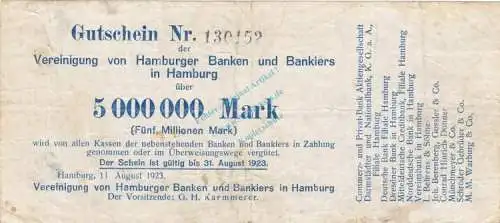 Gutschein Nr. 130152
der
Vereinigung von Hamburger Banken und Bankiers
in Hamburg
über
5 000 000 Mark
(Fünf Millionen Mark)
wird von allen Kassen der nebenstehenden Banken und Bankiers in Zahlung
genommen oder im Überweisungswege vergütet.
Der Schein ist gültig bis 31. August 1923.
Hamburg, 11 August 1923.
Vereinigung von Hamburger Banken und Bankiers in Hamburg
Der Vorsitzende: G. H. Kaemmerer.
Commerz- und Privat-Bank Aktiengesellschaft
Darmstädter und Nationalbank, K. G. a. A.,
Filiale Hamburg
Deutsche Bank Filiale Hamburg
Dresdner Bank in Hamburg
Mitteldeutsche Creditbank, Filiale Hamburg
Norddeutsche Bank in Hamburg
Vereinsbank in Hamburg
L. Behrens & Söhne
Joh. Berenberg, Gossler & Co.
Conrad Hinrich Donner
Münchmeyer & Co.
Schröder Gebrüder & Co.
M. M. Warburg & Co.